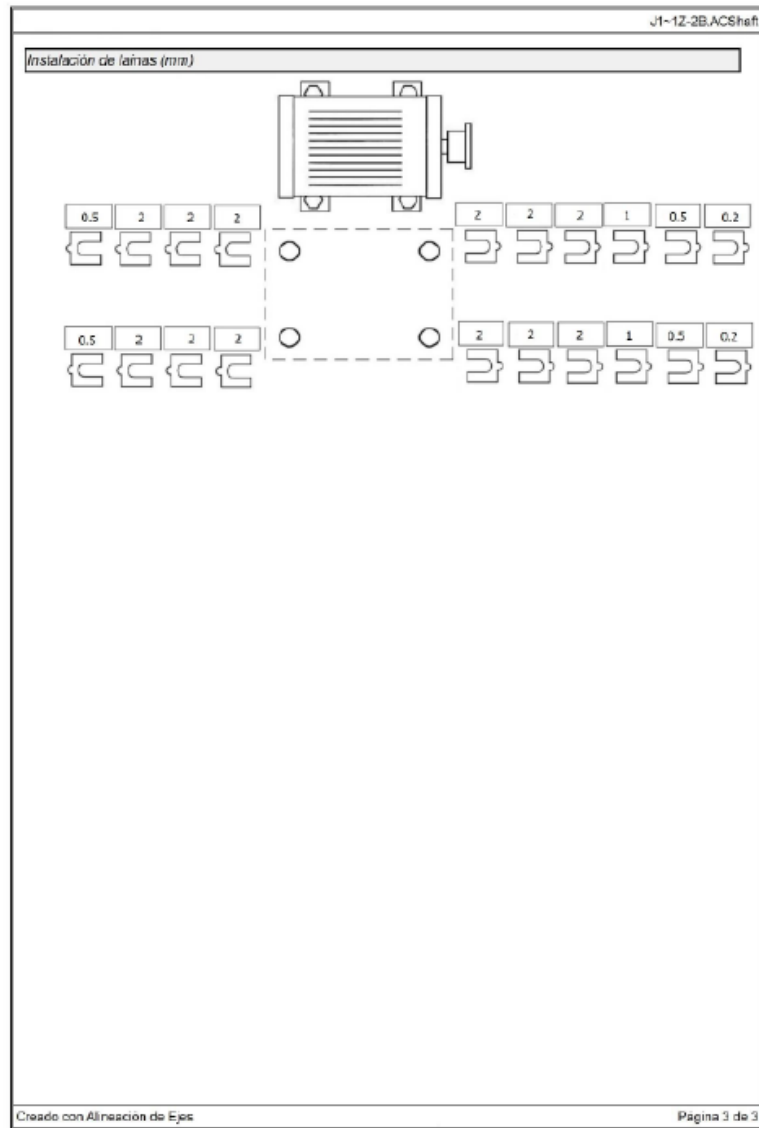 J1~1Z-2B.ACShaft
Instalación de lainas (mm)
0.5 2 2 2 2 2 2 1 0.5 0.2
0.5 2 2 2 2 2 2 1 0.5 0.2
Creado con Alineación de Ejes Página 3 de 3